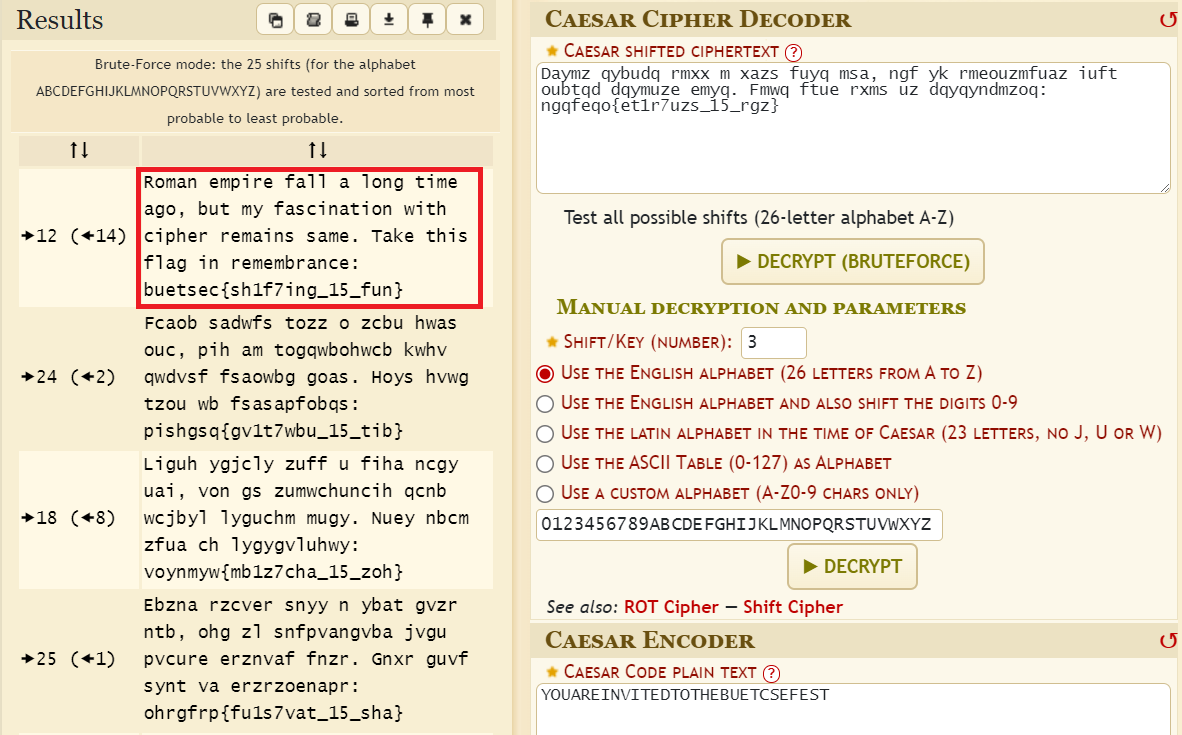 Results
Brute-Force mode: the 25 shifts (for the alphabet
ABCDEFGHIJKLMNOPQRSTUVWXYZ) are tested and sorted from most
probable to least probable.
↑↓ ↑↓
➔12 (🡰14)
Roman empire fall a long time
ago, but my fascination with
cipher remains same. Take this
flag in remembrance:
buetsec{sh1f7ing_15_fun}
➔24 (🡰2)
Fcaob sadwfs tozz o zcbu hwas
ouc, pih am togqwbohwcb kwhv
qwdvsf fsaowbg goas. Hoys hvwg
tzou wb fsasapfobqs:
pishgsq{gv1t7wbu_15_tib}
➔18 (🡰8)
Liguh ygjcly zuff u fiha ncgy
uai, von gs zumwchuncih qcnb
wcjbyl lyguchm mugy. Nuey nbcm
zfua ch lygygvluhwy:
voynmyw{mb1z7cha_15_zoh}
➔25 (🡰1)
Ebzna rzcver snyy n ybat gvzr
ntb, ohg zl snfpvangvba jvgu
pvcure erznvaf fnzr. Gnxr guvf
synt va erzrzoenapr:
ohrgfrp{fu1s7vat_15_sha}
Caesar Cipher Decoder
Caesar shifted ciphertext ?
Daymz qybudq rmxx m xazs fuyq msa, ngf yk rmeouzmfuaz iuft
oubtqd dqymuze emyq. Fmwq ftue rxms uz dqyqyndmzoq:
ngqfeqo{et1r7uzs_15_rgz}
Test all possible shifts (26-letter alphabet A-Z)
▶ DECRYPT (BRUTEFORCE)
Manual decryption and parameters
Shift/Key (number): 3
Use the English alphabet (26 letters from A to Z)
Use the English alphabet and also shift the digits 0-9
Use the latin alphabet in the time of Caesar (23 letters, no J, U or W)
Use the ASCII Table (0-127) as Alphabet
Use a custom alphabet (A-Z0-9 chars only)
0123456789ABCDEFGHIJKLMNOPQRSTUVWXYZ
▶ DECRYPT
See also: ROT Cipher – Shift Cipher
Caesar Encoder
Caesar Code plain text ?
YOUAREINVITEDTOTHEBUETCSEFEST